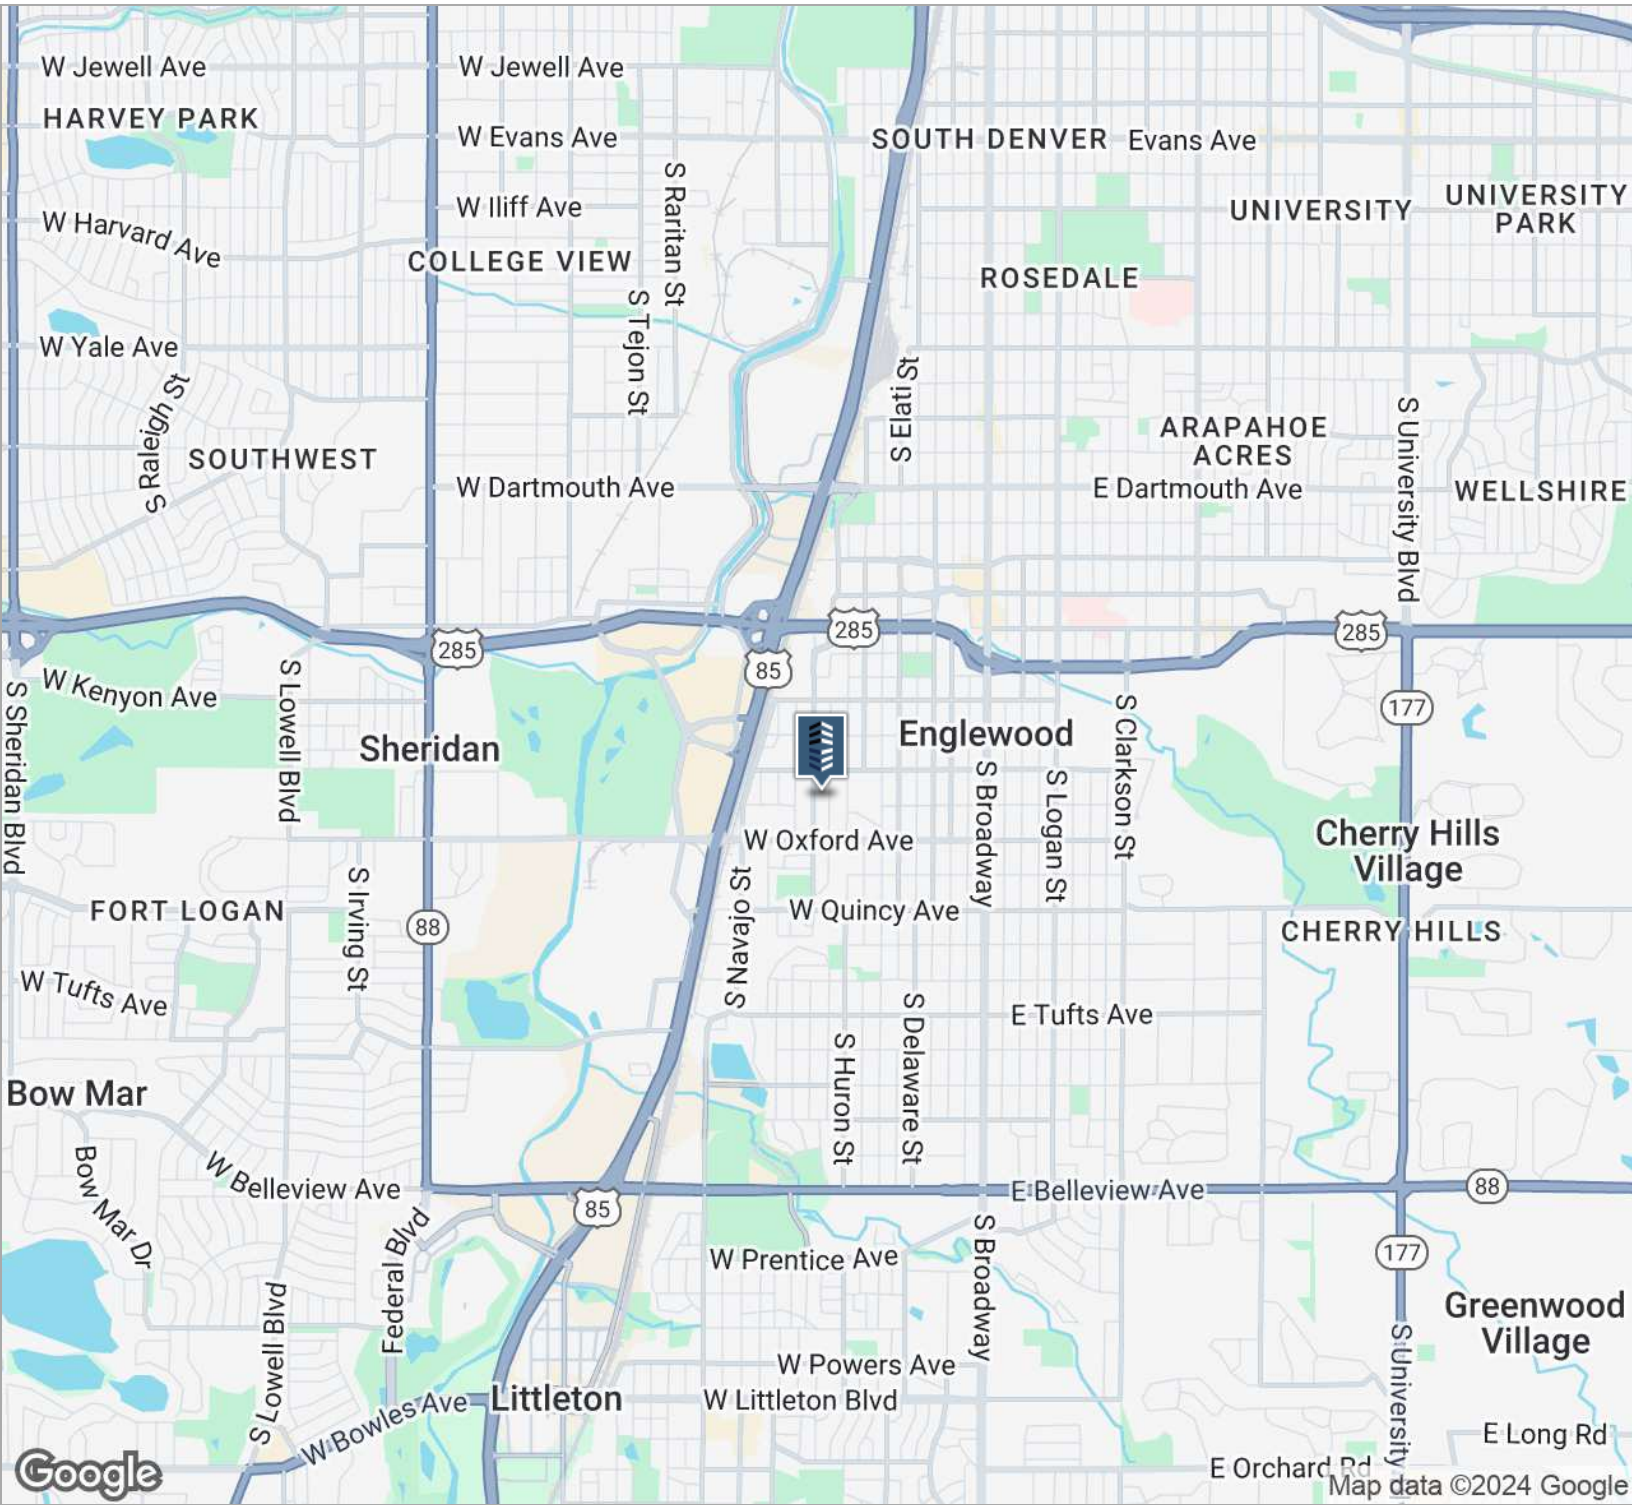 W Jewell Ave
W Jewell Ave
HARVEY PARK
W Evans Ave
SOUTH DENVER
Evans Ave
S Raritan St
W Iliff Ave
UNIVERSITY
UNIVERSITY
PARK
W Harvard Ave
COLLEGE VIEW
ROSEDALE
S Tejon St
W Yale Ave
S Elati St
S Raleigh St
S University Blvd
ARAPAHOE
ACRES
SOUTHWEST
W Dartmouth Ave
E Dartmouth Ave
WELLSHIRE
285
285
285
85
W Kenyon Ave
S Lowell Blvd
S Sheridan Blvd
177
S Clarkson St
Englewood
Sheridan
S Broadway
S Logan St
W Oxford Ave
Cherry Hills
Village
S Irving St
S Navajo St
FORT LOGAN
W Quincy Ave
88
CHERRY HILLS
W Tufts Ave
S Delaware St
E Tufts Ave
S Huron St
Bow Mar
Bow Mar Dr
W Belleview Ave
E Belleview Ave
88
85
Federal Blvd
S Broadway
W Prentice Ave
177
S Lowell Blvd
Greenwood
Village
S University
W Powers Ave
Littleton
W Littleton Blvd
W Bowles Ave
E Long Rd
E Orchard Rd
Google
Map data ©2024 Google